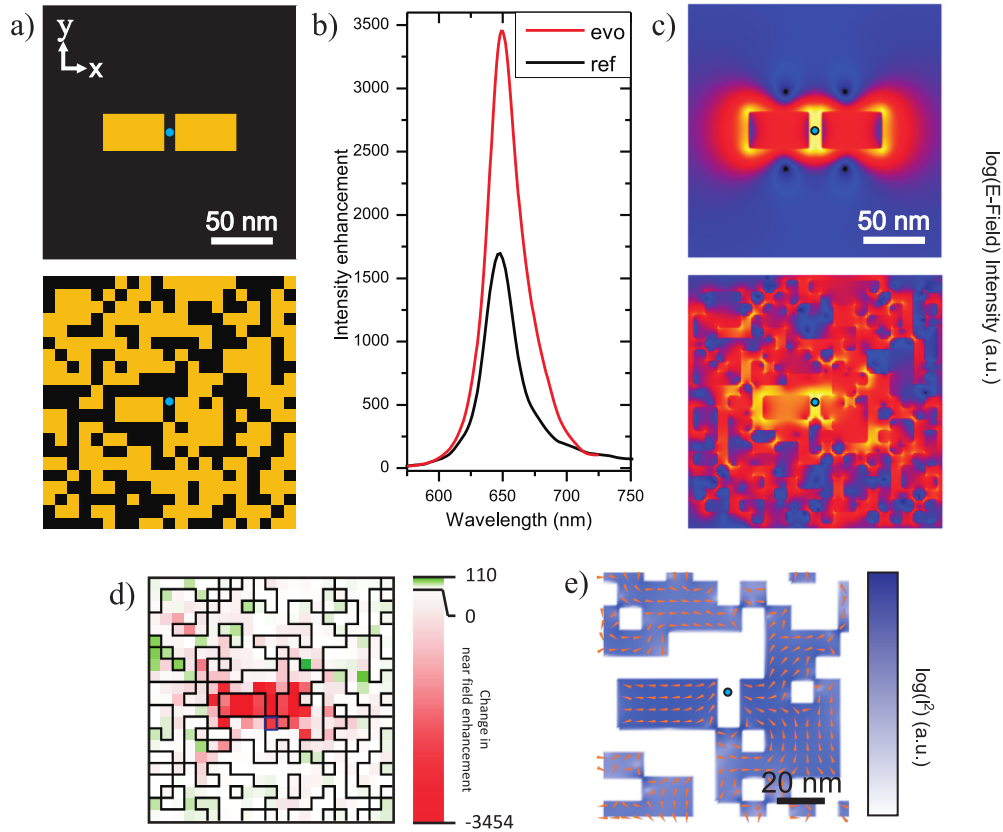 a)
y
x
50 nm
b)
3500
3000
2500
2000
1500
1000
500
0
Intensity enhancement
evo
ref
600
650
700
750
Wavelength (nm)
c)
50 nm
log(E-Field) Intensity (a.u.)
d)
110
0
Change in
near field enhancement
-3454
e)
20 nm
log(I²) (a.u.)